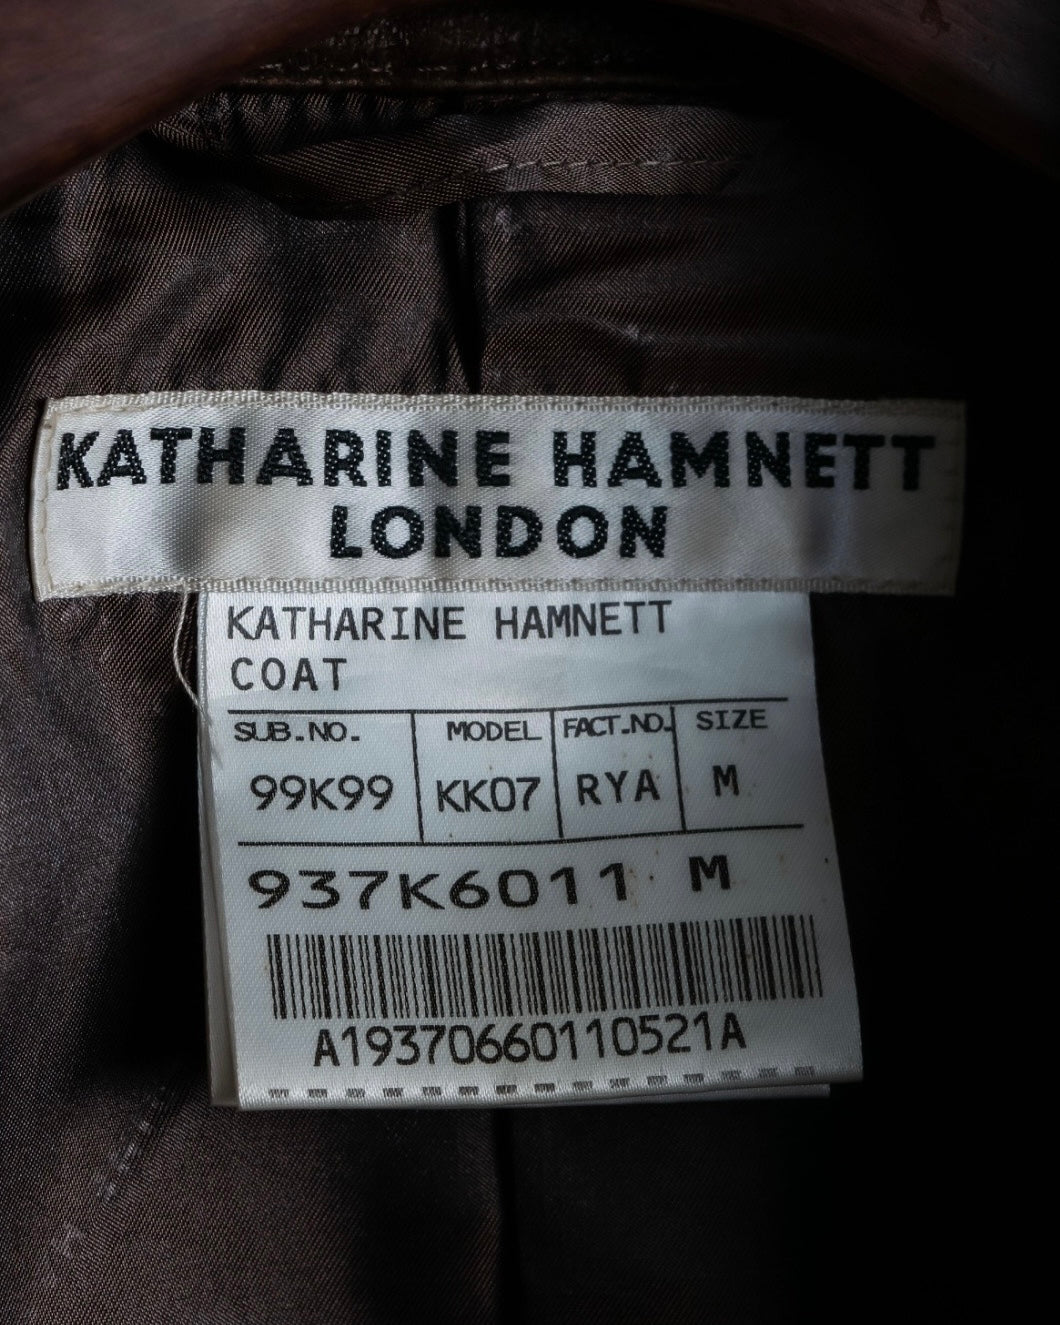 KATHARINE HAMNETT
LONDON
KATHARINE HAMNETT
COAT
SUB.NO. MODEL FACT.NO. SIZE
99K99 KK07 RYA M
937K6011 M
A19370660110521A